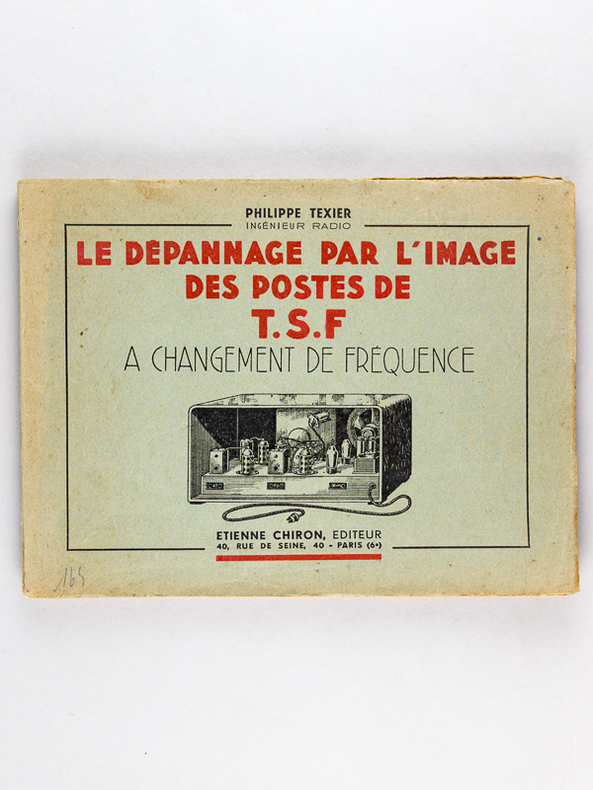 PHILIPPE TEXIER
INGÉNIEUR RADIO
LE DÉPANNAGE PAR L'IMAGE
DES POSTES DE
T.S.F
A CHANGEMENT DE FRÉQUENCE
ETIENNE CHIRON, EDITEUR
40, RUE DE SEINE, 40 - PARIS (6e)
165